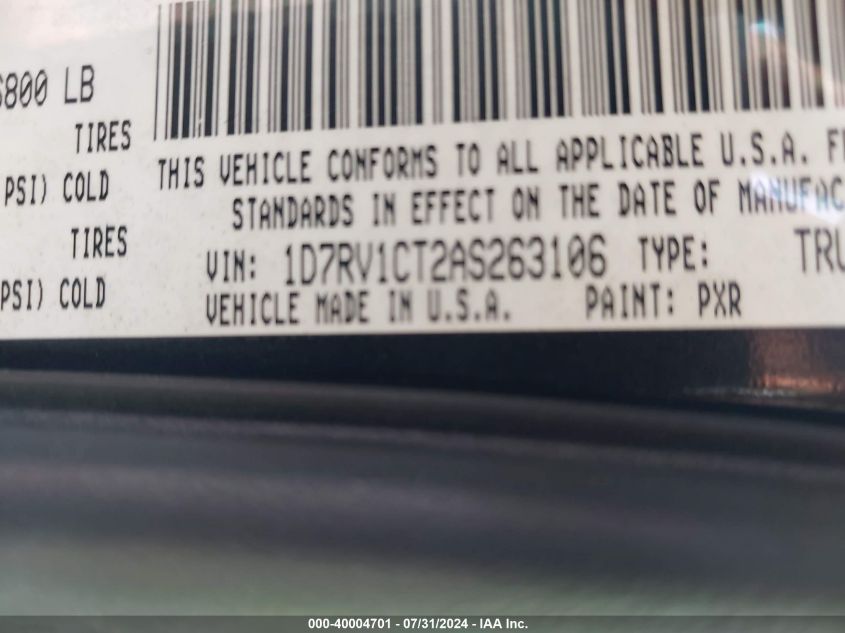 6800 LB
TIRES
PSI) COLD
TIRES
PSI) COLD
THIS VEHICLE CONFORMS TO ALL APPLICABLE U.S.A.
STANDARDS IN EFFECT ON THE DATE OF MANUFAC
VIN: 1D7RV1CT2AS263106 TYPE: TRU
VEHICLE MADE IN U.S.A. PAINT: PXR
000-40004701 - 07/31/2024 - IAA Inc.